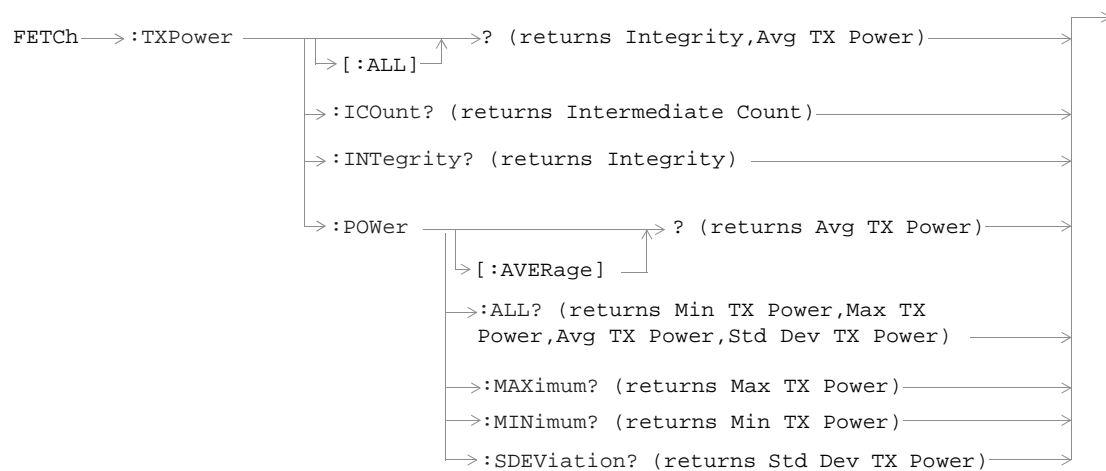 FETCh :TXPower ? (returns Integrity,Avg TX Power)
[:ALL]
:ICOunt? (returns Intermediate Count)
:INTegrity? (returns Integrity)
:POWer ? (returns Avg TX Power)
[:AVERage]
:ALL? (returns Min TX Power,Max TX
Power,Avg TX Power,Std Dev TX Power)
:MAXimum? (returns Max TX Power)
:MINimum? (returns Min TX Power)
:SDEViation? (returns Std Dev TX Power)